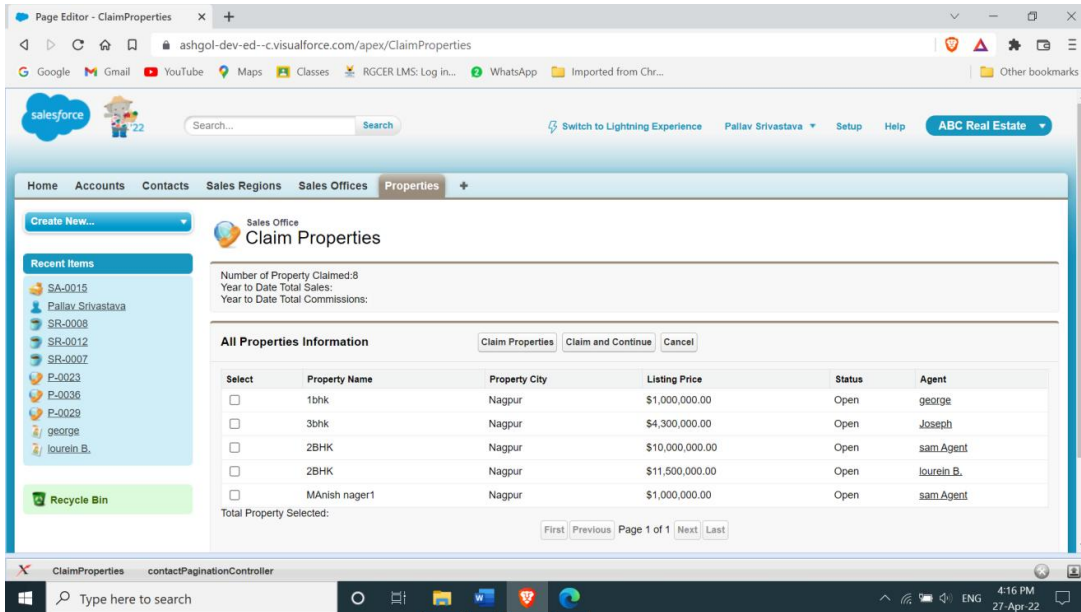 Page Editor - ClaimProperties
ashgol-dev-ed--c.visualforce.com/apex/ClaimProperties
Google Gmail YouTube Maps Classes RGCER LMS: Log in... WhatsApp Imported from Chr... Other bookmarks
salesforce '22 Search... Search Switch to Lightning Experience Pallav Srivastava Setup Help ABC Real Estate
Home Accounts Contacts Sales Regions Sales Offices Properties +
Create New...
Recent Items
SA-0015
Pallav Srivastava
SR-0008
SR-0012
SR-0007
P-0023
P-0036
P-0029
george
lourein B.
Recycle Bin
Sales Office
Claim Properties
Number of Property Claimed:8
Year to Date Total Sales:
Year to Date Total Commissions:
All Properties Information Claim Properties Claim and Continue Cancel
Select Property Name Property City Listing Price Status Agent
1bhk Nagpur $1,000,000.00 Open george
3bhk Nagpur $4,300,000.00 Open Joseph
2BHK Nagpur $10,000,000.00 Open sam Agent
2BHK Nagpur $11,500,000.00 Open lourein B.
MAnish nager1 Nagpur $1,000,000.00 Open sam Agent
Total Property Selected:
First Previous Page 1 of 1 Next Last
ClaimProperties contactPaginationController
Type here to search ENG 4:16 PM
27-Apr-22